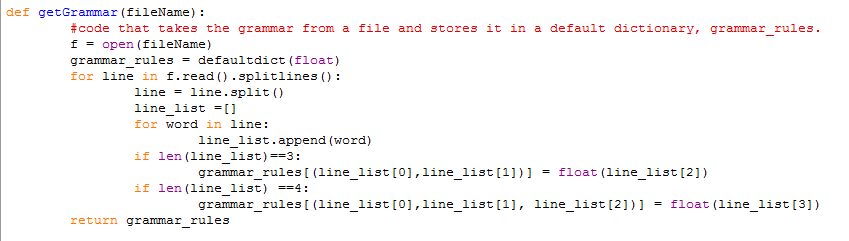 def getGrammar(fileName):
        #code that takes the grammar from a file and stores it in a default dictionary, grammar_rules.
        f = open(fileName)
        grammar_rules = defaultdict(float)
        for line in f.read().splitlines():
                line = line.split()
                line_list =[]
                for word in line:
                        line_list.append(word)
                if len(line_list)==3:
                        grammar_rules[(line_list[0],line_list[1])] = float(line_list[2])
                if len(line_list) ==4:
                        grammar_rules[(line_list[0],line_list[1], line_list[2])] = float(line_list[3])
        return grammar_rules